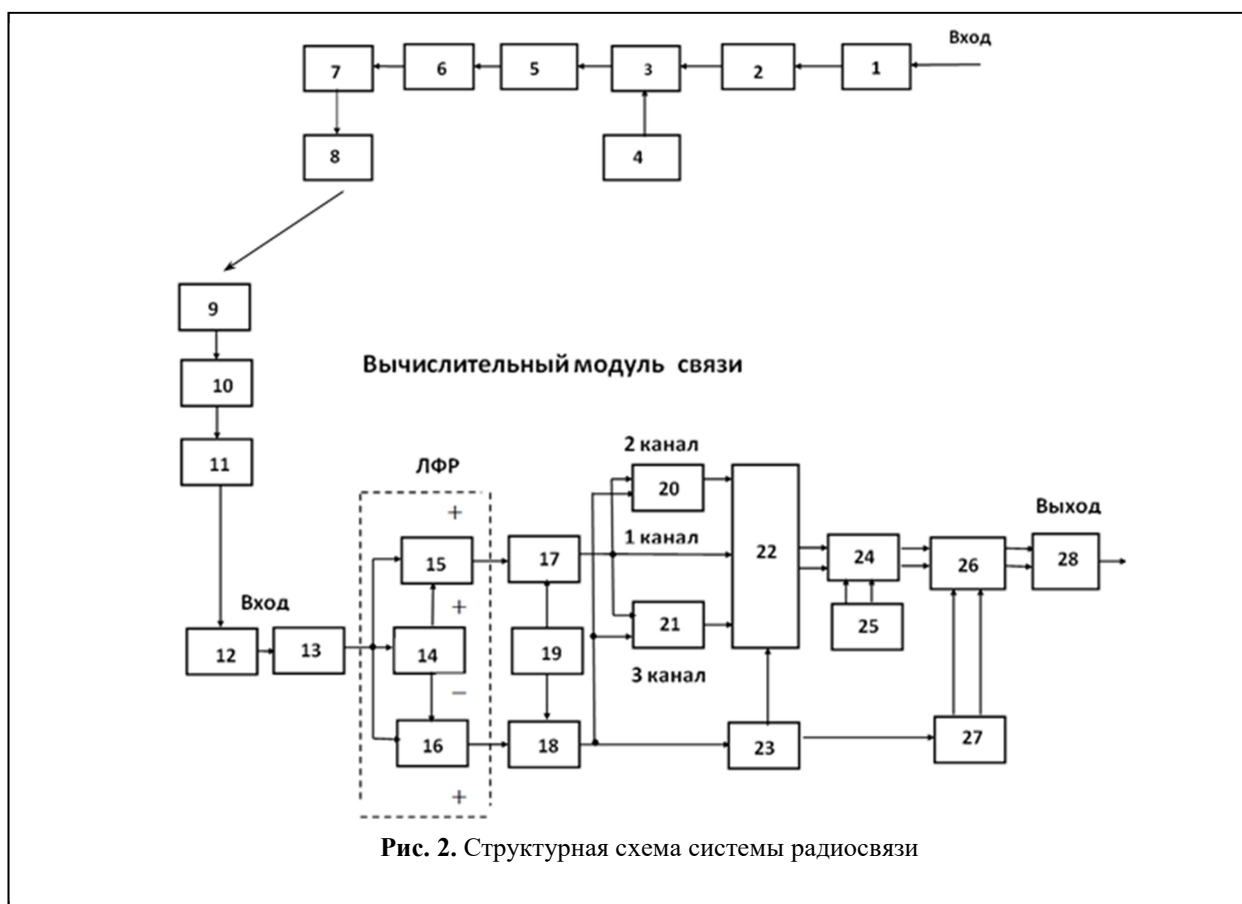 Вход
7 6 5 3 2 1
8 4
9
Вычислительный модуль связи
10
11
ЛФР
2 канал
20
Выход
+
1 канал
22
15 17 24 26 28
+
Вход
21 25
12 13 14 19
3 канал
−
16 18 23 27
+
Рис. 2. Структурная схема системы радиосвязи